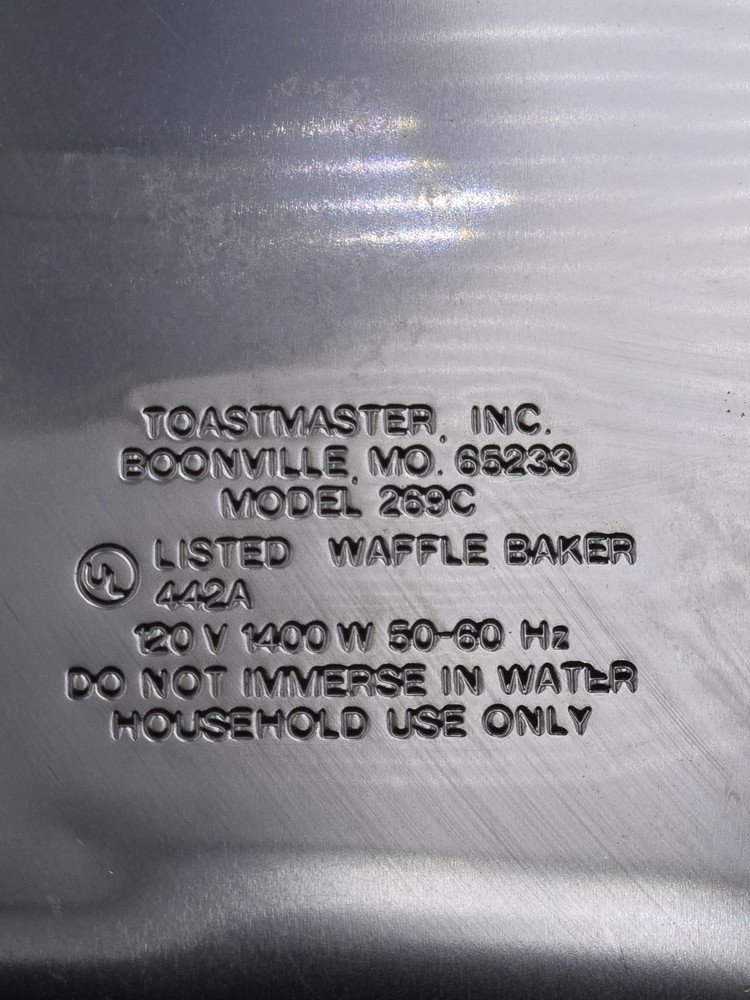 TOASTMASTER, INC.
BOONVILLE, MO. 65233
MODEL 269C
UL LISTED WAFFLE BAKER
442A
120 V 1400 W 50-60 Hz
DO NOT IMMERSE IN WATER
HOUSEHOLD USE ONLY